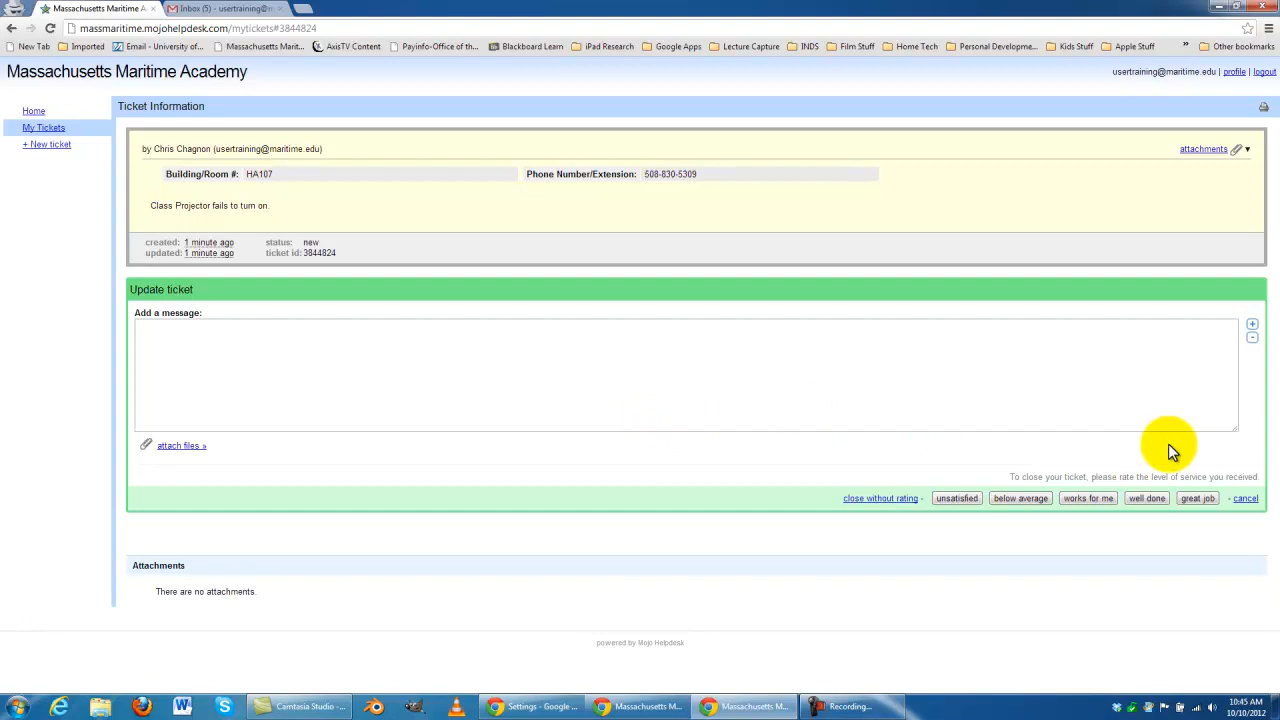 Massachusetts Maritime A
Inbox (5) - usertraining@m
massmaritime.mojohelpdesk.com/mytickets#3844824
New Tab Imported Email - University of... Massachusetts Marit... AxisTV Content Payinfo-Office of th... Blackboard Learn iPad Research Google Apps Lecture Capture INDs Film Stuff Home Tech Personal Developme... Kids Stuff Apple Stuff » Other bookmarks
Massachusetts Maritime Academy
usertraining@maritime.edu | profile | logout
Home
My Tickets
+ New ticket
Ticket Information
by Chris Chagnon (usertraining@maritime.edu)
attachments
Building/Room #: HA107 Phone Number/Extension: 508-830-5309
Class Projector fails to turn on.
created: 1 minute ago status: new
updated: 1 minute ago ticket id: 3844824
Update ticket
Add a message:
+
-
attach files »
To close your ticket, please rate the level of service you received.
close without rating - unsatisfied below average works for me well done great job - cancel
Attachments
There are no attachments.
powered by Mojo Helpdesk
Camtasia Studio -... Settings - Google ... Massachusetts M... Massachusetts M... Recording...
10:45 AM
10/10/2012